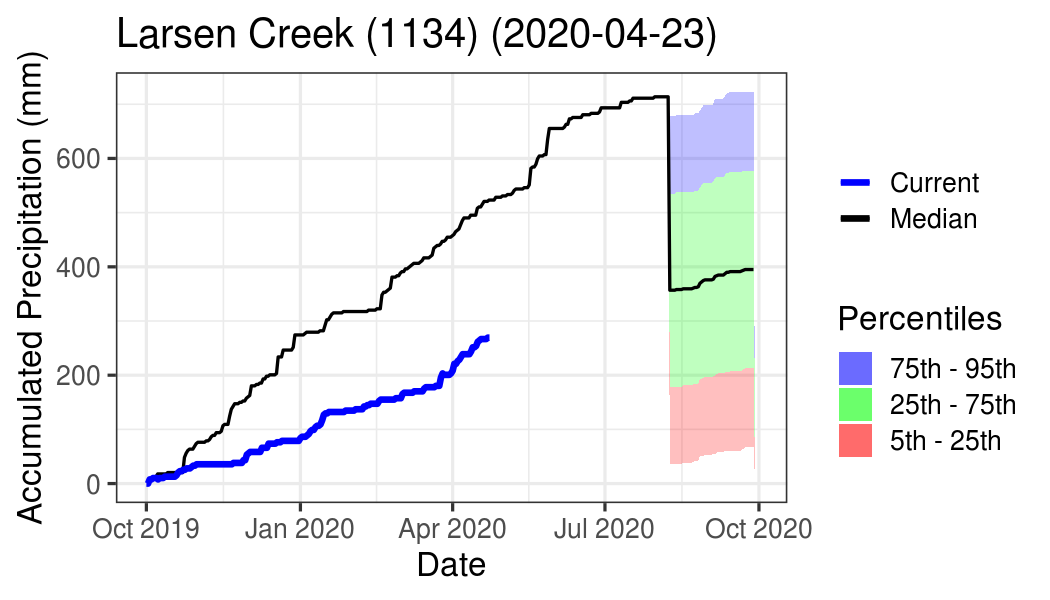 Larsen Creek (1134) (2020-04-23)
Accumulated Precipitation (mm)
600
400
200
0
Oct 2019
Jan 2020
Apr 2020
Jul 2020
Oct 2020
Date
Current
Median
Percentiles
75th - 95th
25th - 75th
5th - 25th